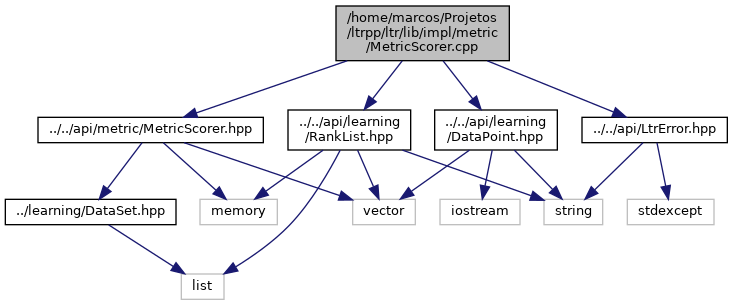 /home/marcos/Projetos
/ltrpp/ltr/lib/impl/metric
/MetricScorer.cpp
../../api/metric/MetricScorer.hpp
../../api/learning
/RankList.hpp
../../api/learning
/DataPoint.hpp
../../api/LtrError.hpp
../learning/DataSet.hpp
memory
vector
iostream
string
stdexcept
list